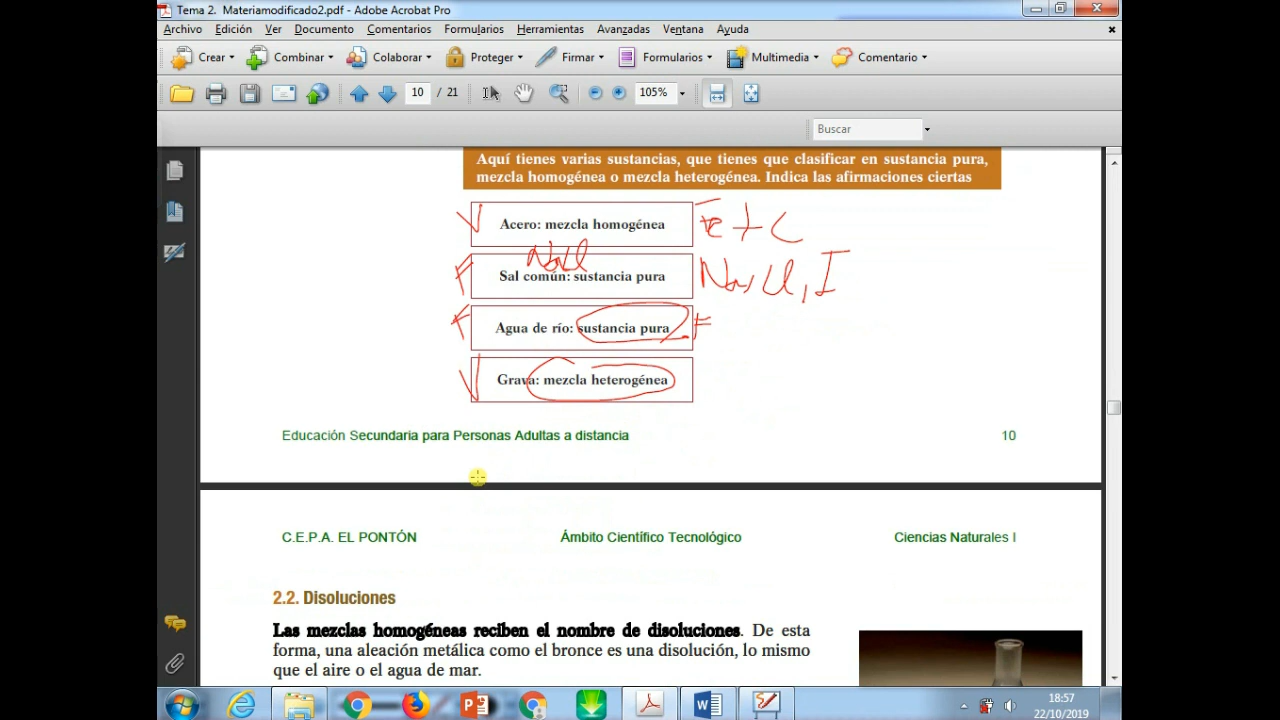 Tema 2. Materiamodificado2.pdf - Adobe Acrobat Pro
Archivo Edición Ver Documento Comentarios Formularios Herramientas Avanzadas Ventana Ayuda
Crear Combinar Colaborar Proteger Firmar Formularios Multimedia Comentario
10 / 21 105%
Buscar
Aquí tienes varias sustancias, que tienes que clasificar en sustancia pura,
mezcla homogénea o mezcla heterogénea. Indica las afirmaciones ciertas
V Acero: mezcla homogénea Fe + C
NaCl
F Sal común: sustancia pura Na, Cl, I
F Agua de río: sustancia pura F
V Grava: mezcla heterogénea
Educación Secundaria para Personas Adultas a distancia 10
C.E.P.A. EL PONTÓN Ámbito Científico Tecnológico Ciencias Naturales I
2.2. Disoluciones
Las mezclas homogéneas reciben el nombre de disoluciones. De esta
forma, una aleación metálica como el bronce es una disolución, lo mismo
que el aire o el agua de mar.
18:57
22/10/2019